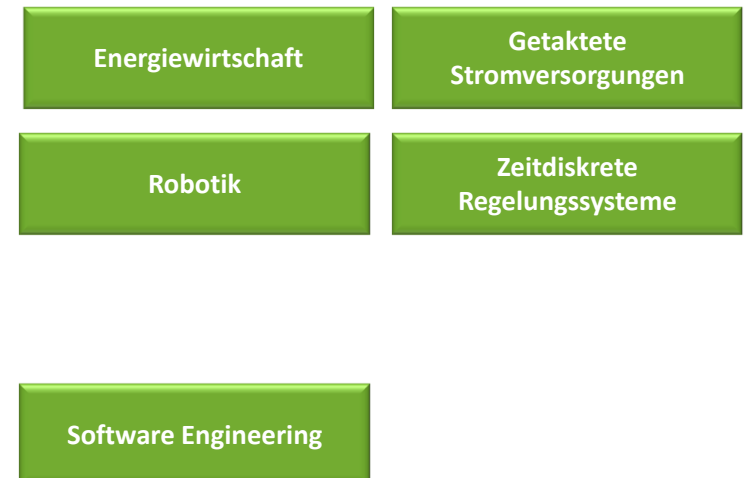 Energiewirtschaft
Getaktete
Stromversorgungen
Robotik
Zeitdiskrete
Regelungssysteme
Software Engineering